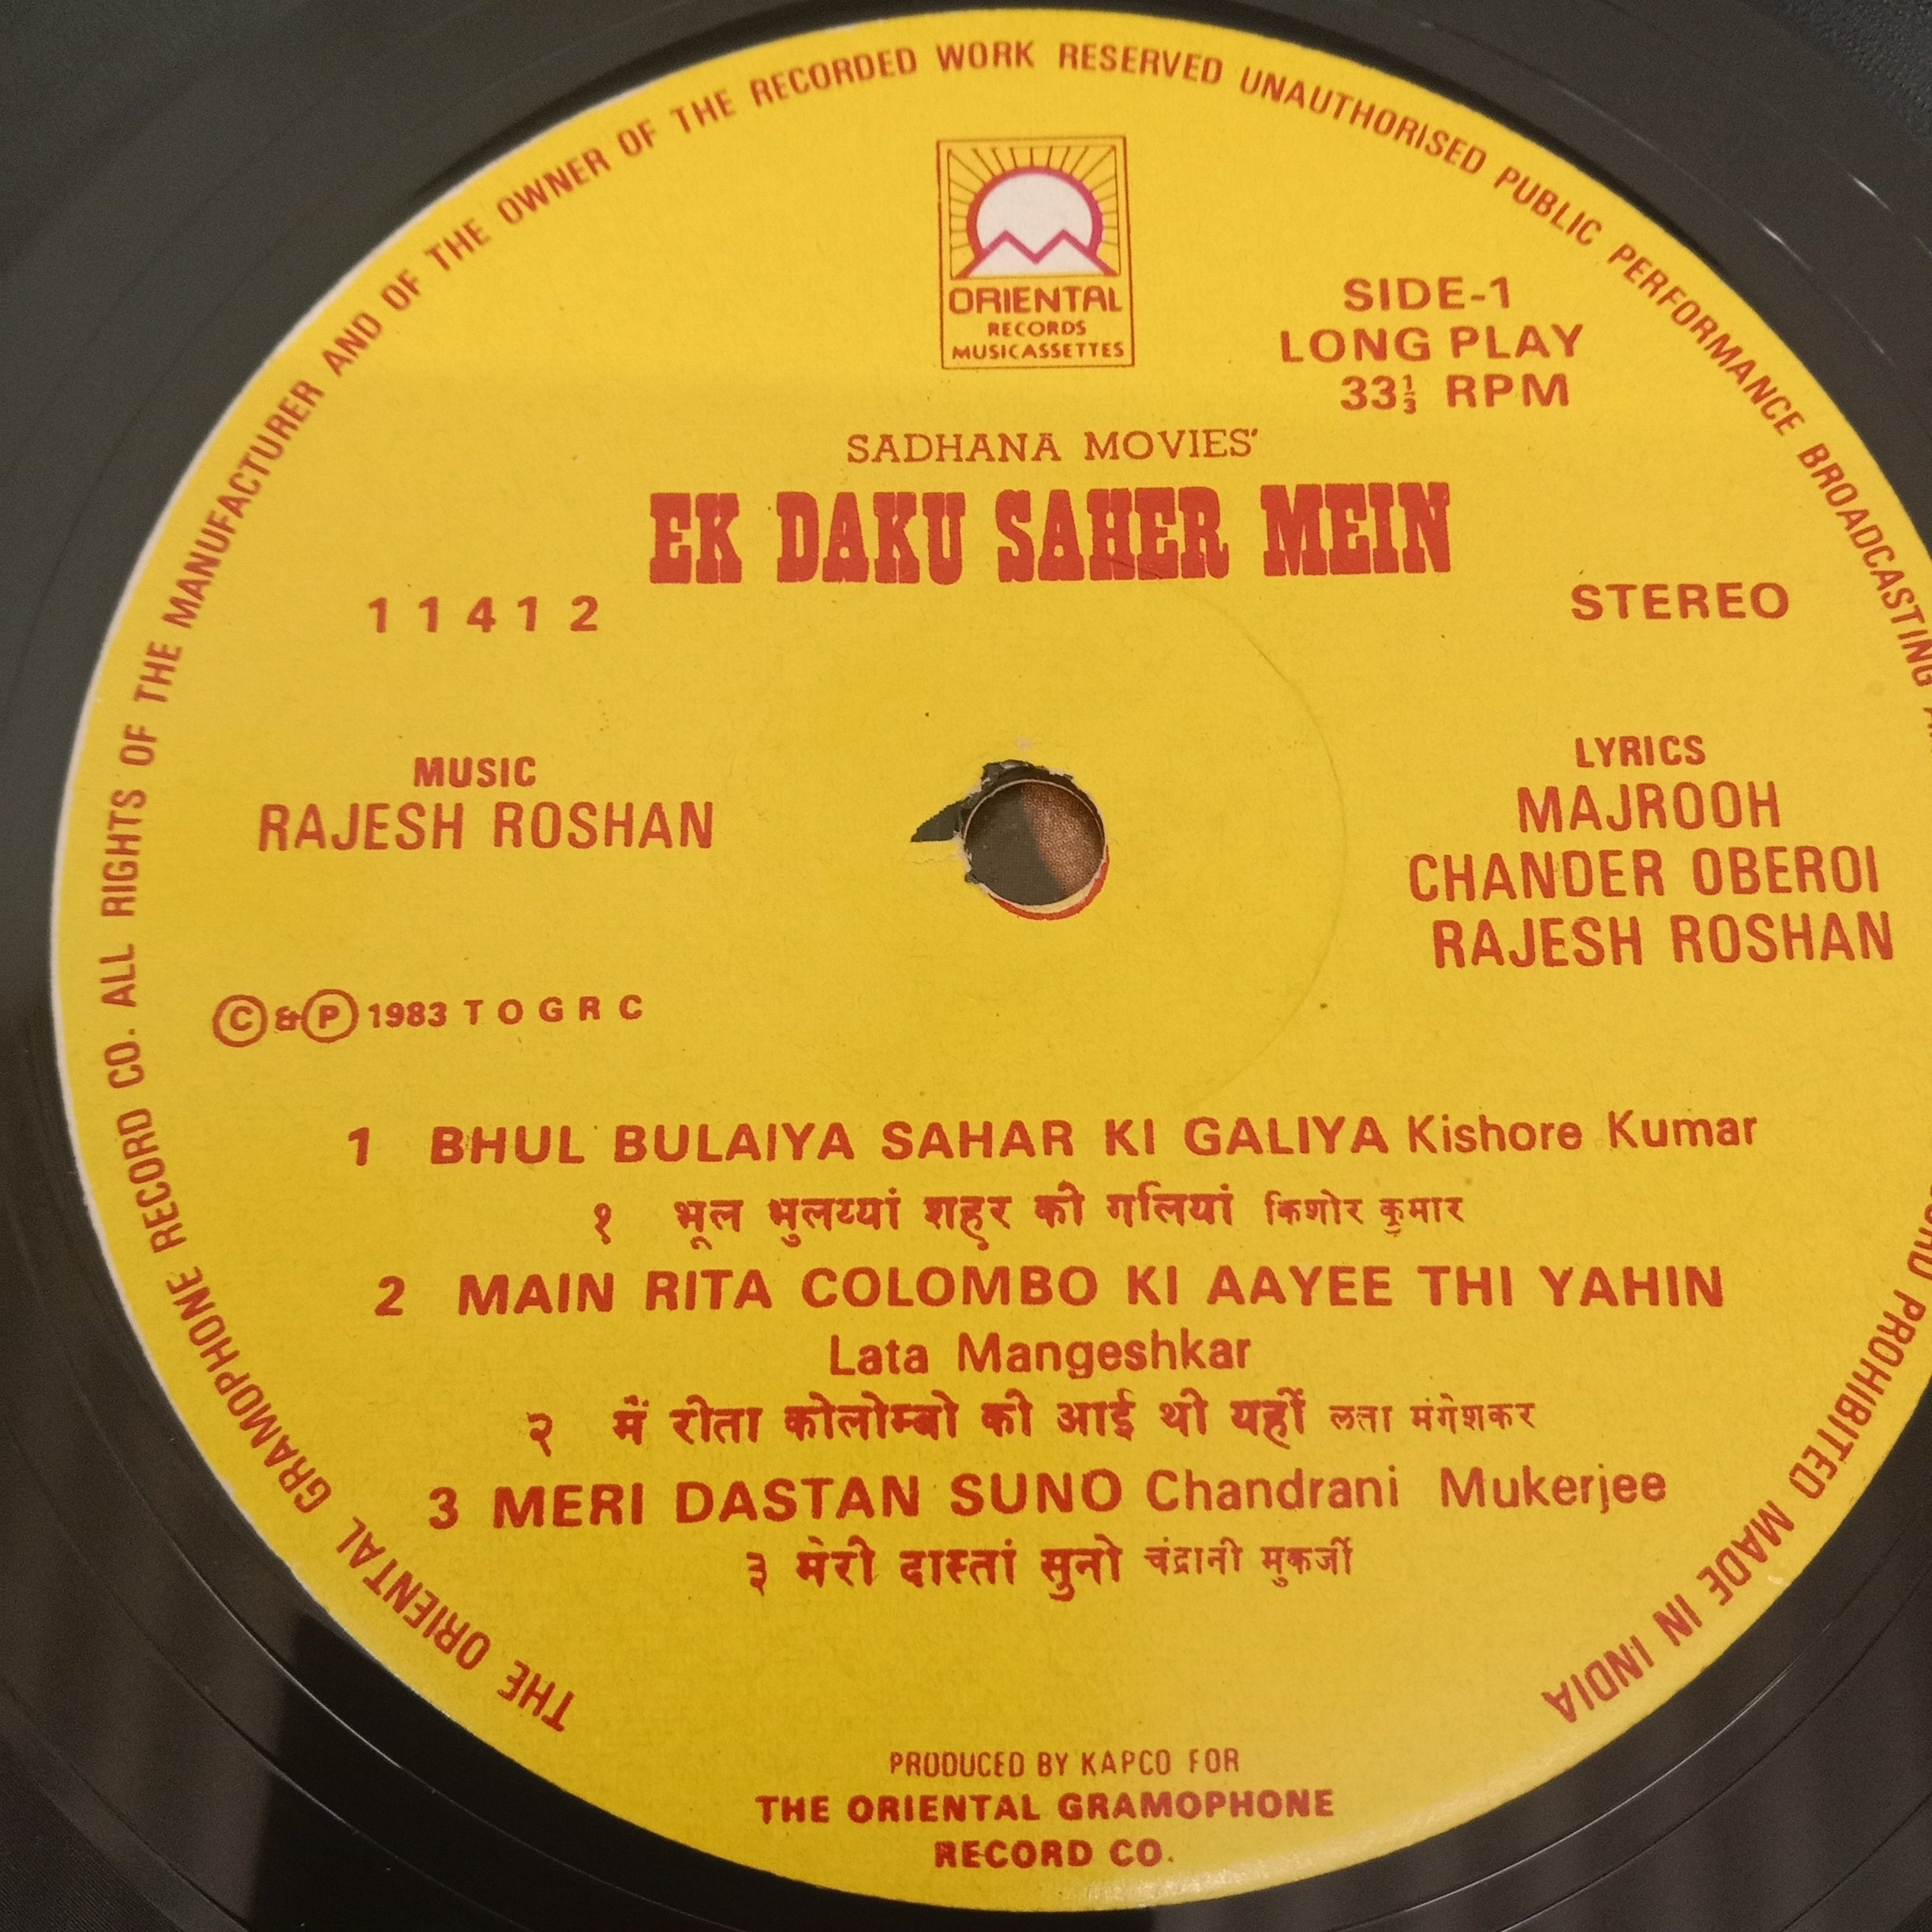 THE ORIENTAL GRAMOPHONE RECORD CO. ALL RIGHTS OF THE MANUFACTURER AND OF THE OWNER OF THE RECORDED WORK RESERVED UNAUTHORISED PUBLIC PERFORMANCE BROADCASTING
PROHIBITED MADE IN INDIA
ORIENTAL
RECORDS
MUSICASSETTES
SIDE-1
LONG PLAY
33⅓ RPM
SADHANA MOVIES'
EK DAKU SAHER MEIN
11412
STEREO
MUSIC
RAJESH ROSHAN
LYRICS
MAJROOH
CHANDER OBEROI
RAJESH ROSHAN
© & ℗ 1983 T O G R C
1 BHUL BULAIYA SAHAR KI GALIYA Kishore Kumar
१ भूल भुलय्यां शहर की गलियां किशोर कुमार
2 MAIN RITA COLOMBO KI AAYEE THI YAHIN
Lata Mangeshkar
२ मैं रीता कोलोम्बो की आई थी यहीं लता मंगेशकर
3 MERI DASTAN SUNO Chandrani Mukerjee
३ मेरी दास्तां सुनो चंद्रानी मुकर्जी
PRODUCED BY KAPCO FOR
THE ORIENTAL GRAMOPHONE
RECORD CO.